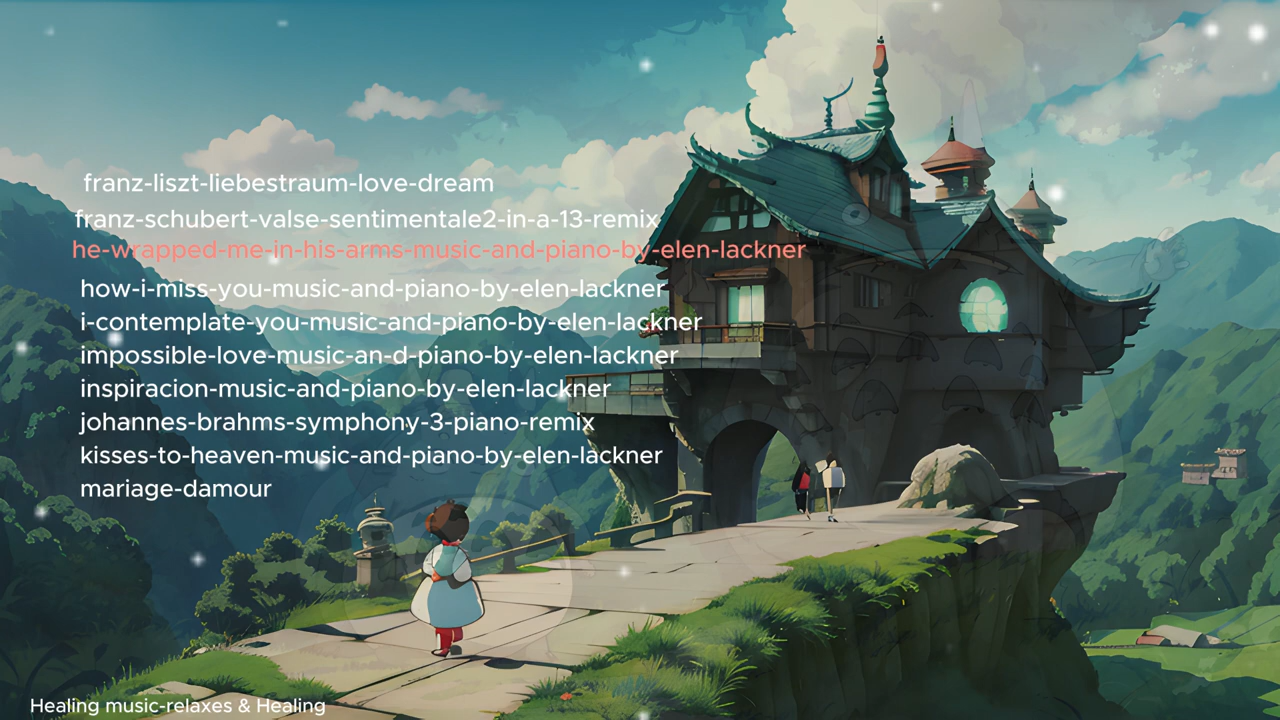 franz-liszt-liebestraum-love-dream
franz-schubert-valse-sentimentale2-in-a-13-remix
he-wrapped-me-in-his-arms-music-and-piano-by-elen-lackner
how-i-miss-you-music-and-piano-by-elen-lackner
i-contemplate-you-music-and-piano-by-elen-lackner
impossible-love-music-an-d-piano-by-elen-lackner
inspiracion-music-and-piano-by-elen-lackner
johannes-brahms-symphony-3-piano-remix
kisses-to-heaven-music-and-piano-by-elen-lackner
mariage-damour
Healing music-relaxes & Healing